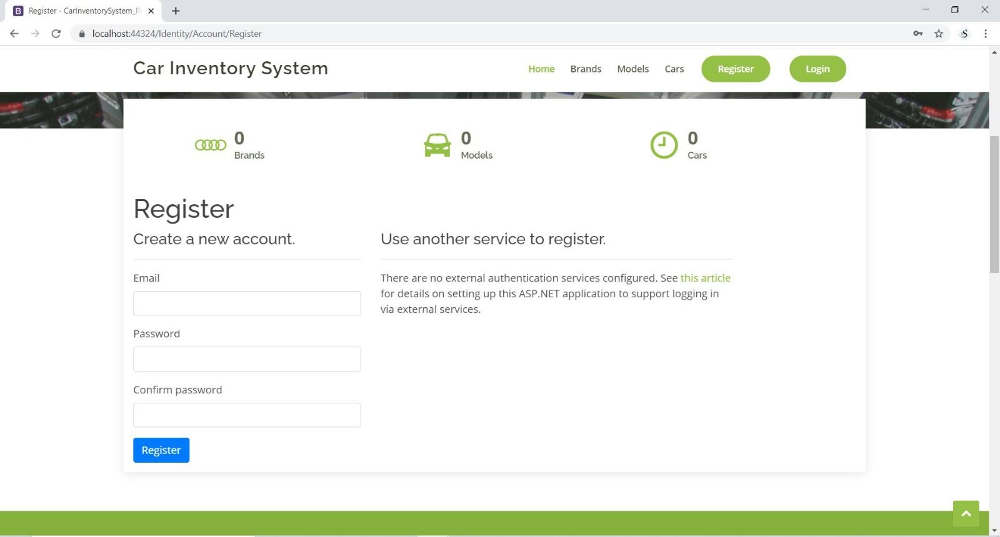 Register - CarInventorySystem_Pr
localhost:44324/Identity/Account/Register
Car Inventory System
Home Brands Models Cars Register Login
0
Brands
0
Models
0
Cars
Register
Create a new account.
Email
Password
Confirm password
Register
Use another service to register.
There are no external authentication services configured. See this article
for details on setting up this ASP.NET application to support logging in
via external services.